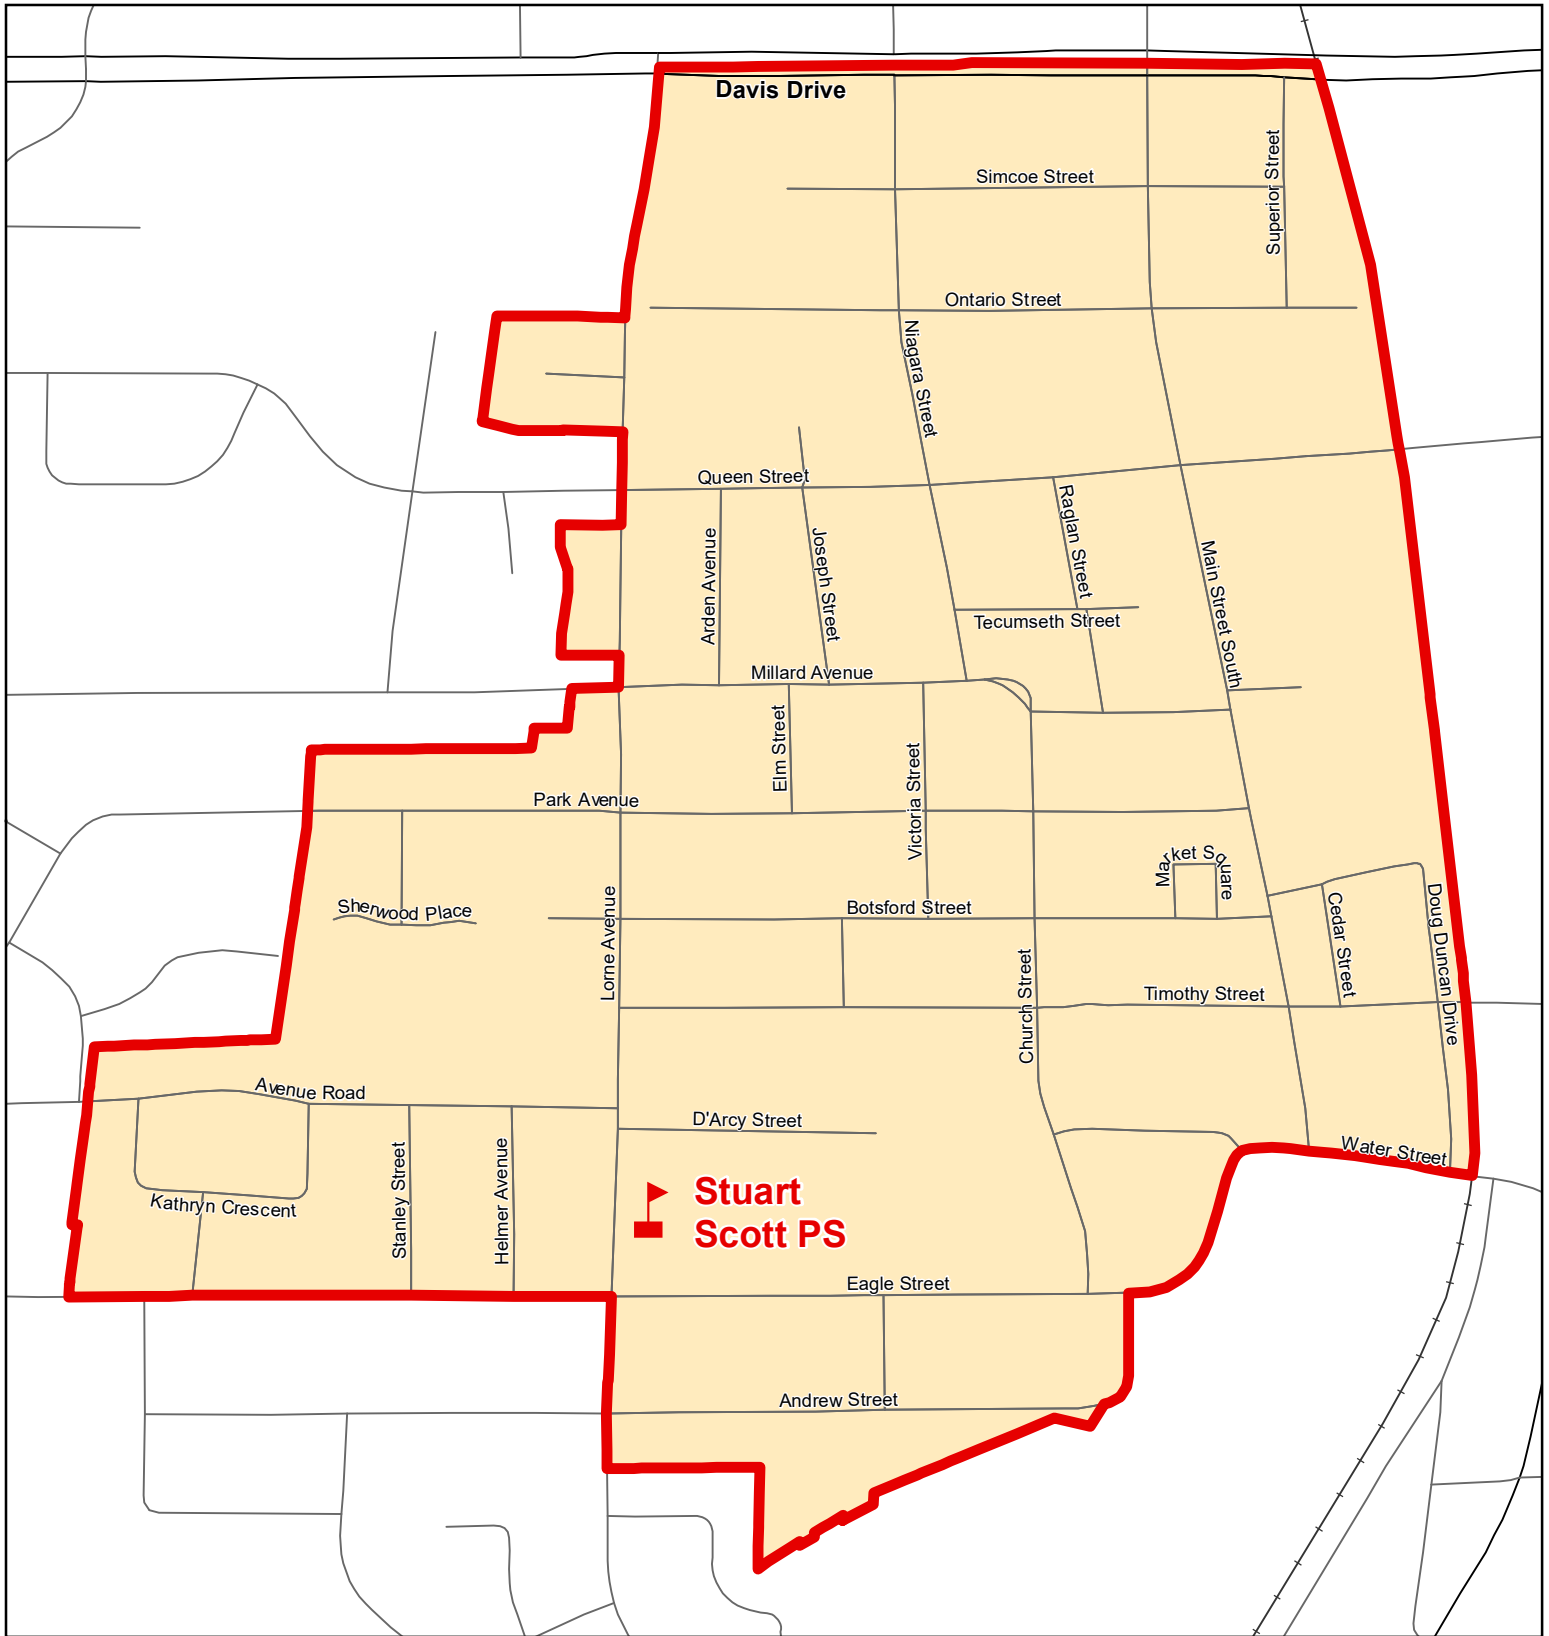 Davis Drive
Simcoe Street
Superior Street
Ontario Street
Niagara Street
Queen Street
Raglan Street
Arden Avenue
Joseph Street
Main Street South
Tecumseth Street
Millard Avenue
Elm Street
Victoria Street
Park Avenue
Market Square
Sherwood Place
Lorne Avenue
Botsford Street
Cedar Street
Doug Duncan Drive
Church Street
Timothy Street
Avenue Road
D'Arcy Street
Stanley Street
Helmer Avenue
Water Street
Kathryn Crescent
Stuart
Scott PS
Eagle Street
Andrew Street